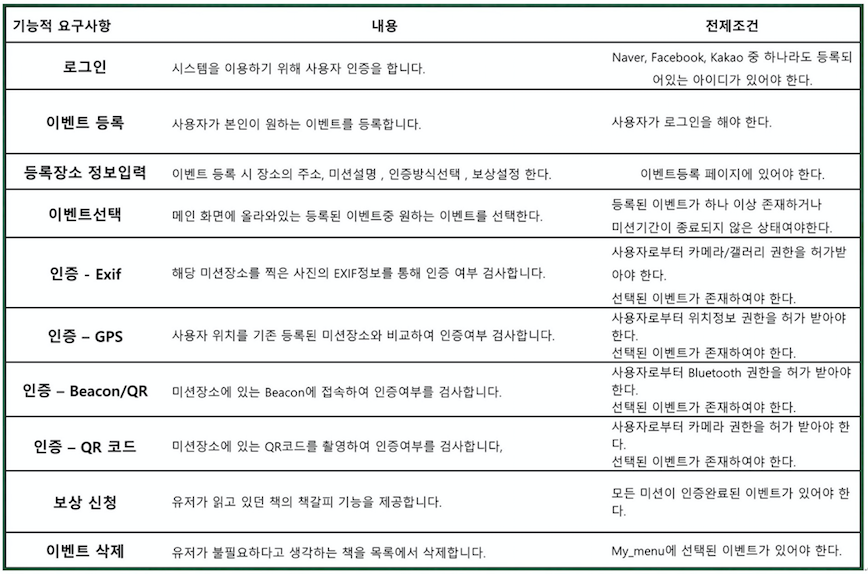 기능적 요구사항 내용 전제조건
로그인 시스템을 이용하기 위해 사용자 인증을 합니다. Naver, Facebook, Kakao 중 하나라도 등록되
어있는 아이디가 있어야 한다.
이벤트 등록 사용자가 본인이 원하는 이벤트를 등록합니다. 사용자가 로그인을 해야 한다.
등록장소 정보입력 이벤트 등록 시 장소의 주소, 미션설명 , 인증방식선택 , 보상설정 한다. 이벤트등록 페이지에 있어야 한다.
이벤트선택 메인 화면에 올라와있는 등록된 이벤트중 원하는 이벤트를 선택한다. 등록된 이벤트가 하나 이상 존재하거나
미션기간이 종료되지 않은 상태여야한다.
인증 - Exif 해당 미션장소를 찍은 사진의 EXIF정보를 통해 인증 여부 검사합니다. 사용자로부터 카메라/갤러리 권한을 허가받
아야 한다.
선택된 이벤트가 존재하여야 한다.
인증 – GPS 사용자 위치를 기존 등록된 미션장소와 비교하여 인증여부 검사합니다. 사용자로부터 위치정보 권한을 허가 받아야
한다.
선택된 이벤트가 존재하여야 한다.
인증 – Beacon/QR 미션장소에 있는 Beacon에 접속하여 인증여부를 검사합니다. 사용자로부터 Bluetooth 권한을 허가 받아야
한다.
선택된 이벤트가 존재하여야 한다.
인증 – QR 코드 미션장소에 있는 QR코드를 촬영하여 인증여부를 검사합니다, 사용자로부터 카메라 권한을 허가 받아야 한
다.
선택된 이벤트가 존재하여야 한다.
보상 신청 유저가 읽고 있던 책의 책갈피 기능을 제공합니다. 모든 미션이 인증완료된 이벤트가 있어야 한
다.
이벤트 삭제 유저가 불필요하다고 생각하는 책을 목록에서 삭제합니다. My_menu에 선택된 이벤트가 있어야 한다.